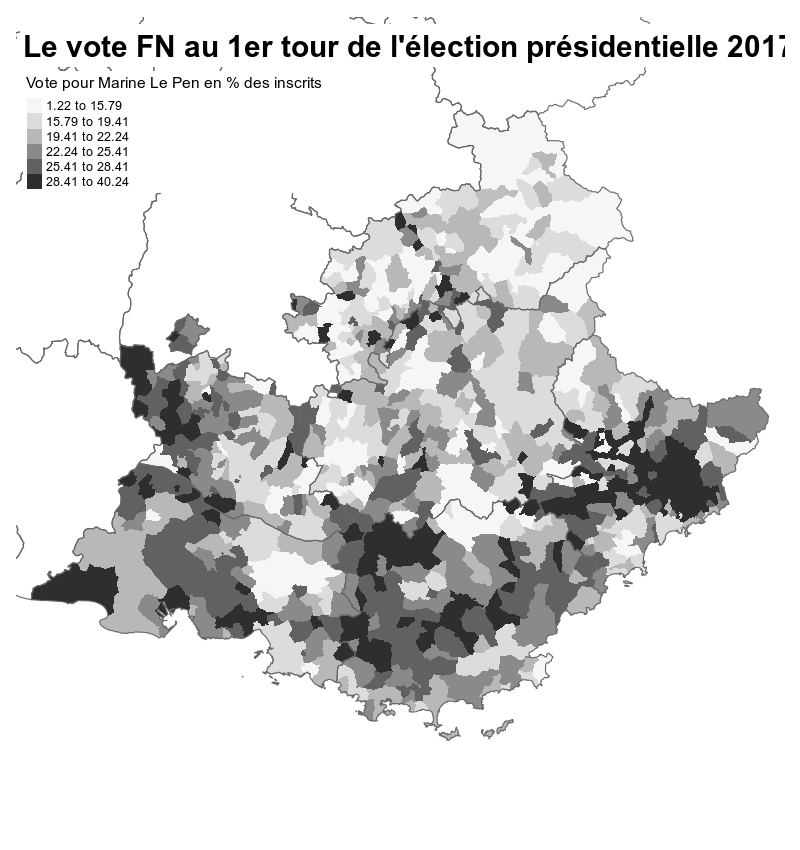 Le vote FN au 1er tour de l'élection présidentielle 2017
Vote pour Marine Le Pen en % des inscrits
1.22 to 15.79
15.79 to 19.41
19.41 to 22.24
22.24 to 25.41
25.41 to 28.41
28.41 to 40.24